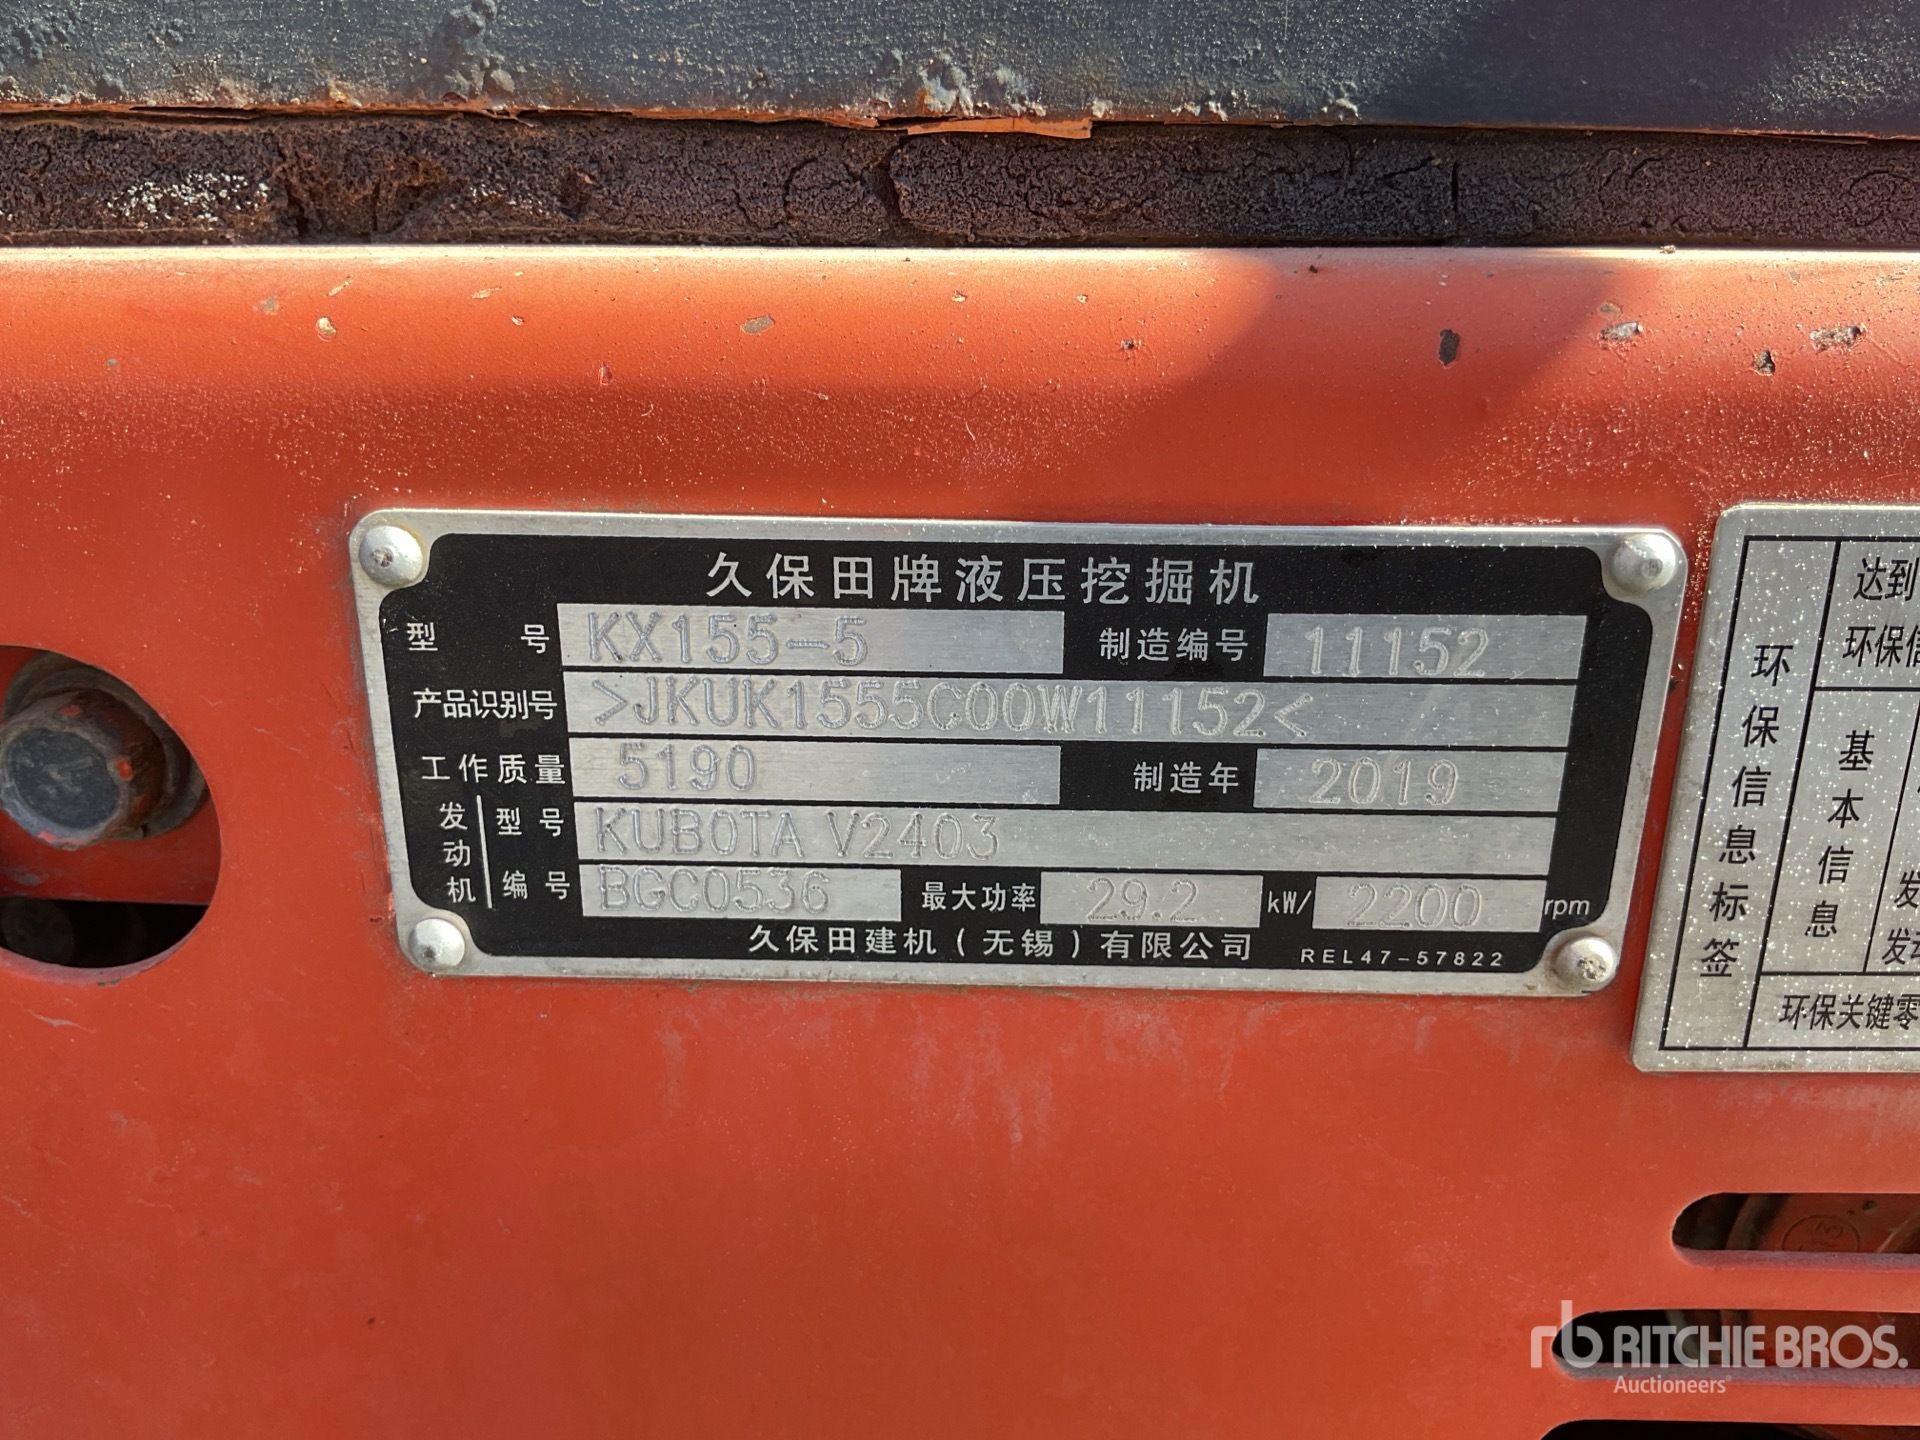 久保田牌液压挖掘机
型 号 KX155-5 制造编号 11152
产品识别号 >JKUK1555C00W11152<
工作质量 5190 制造年 2019
发动机 型号 KUBOTA V2403
编号 BGC0536 最大功率 29.2 kW/ 2200 rpm
久保田建机(无锡)有限公司 REL47-57822
环保信息标签
达到
环保信
基本信息
发
发动
环保关键零
rb RITCHIE BROS.
Auctioneers